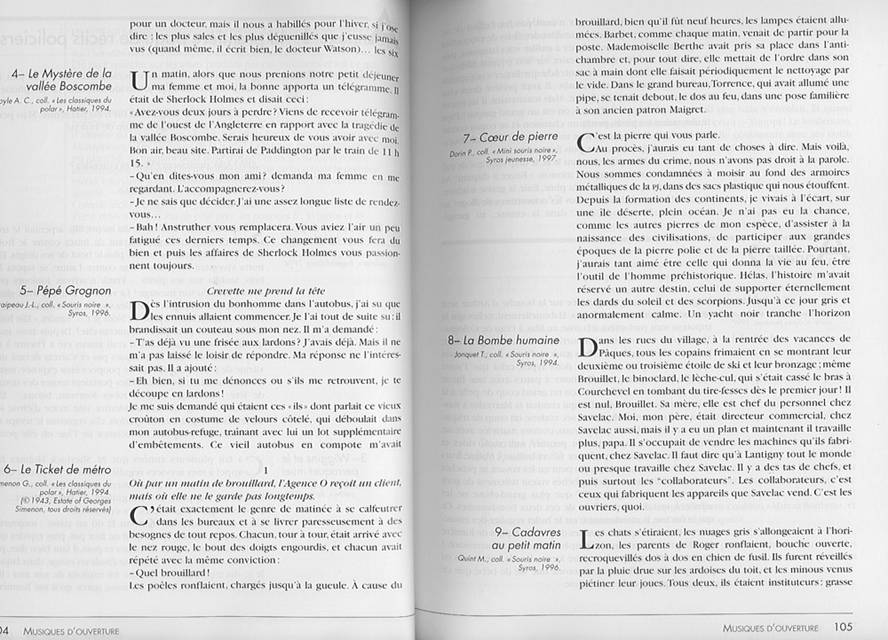 pour un docteur, mais il nous a habillés pour l'hiver, si j'ose
dire : les plus sales et les plus déguenillés que j'eusse jamais
vus (quand même, il écrit bien, le docteur Watson)... les six
4– Le Mystère de la
vallée Boscombe
oyle A. C., coll. « Les classiques du
polar », Hatier, 1994.
Un matin, alors que nous prenions notre petit déjeuner
ma femme et moi, la bonne apporta un télégramme. Il
était de Sherlock Holmes et disait ceci :
«Avez-vous deux jours à perdre ? Viens de recevoir télégram-
me de l'ouest de l'Angleterre en rapport avec la tragédie de
la vallée Boscombe. Serais heureux de vous avoir avec moi.
Bon air, beau site. Partirai de Paddington par le train de 11 h
15. »
– Qu'en dites-vous mon ami ? demanda ma femme en me
regardant. L'accompagnerez-vous ?
– Je ne sais que décider. J'ai une assez longue liste de rendez-
vous...
– Bah ! Anstruther vous remplacera. Vous aviez l'air un peu
fatigué ces derniers temps. Ce changement vous fera du
bien et puis les affaires de Sherlock Holmes vous passion-
nent toujours.
5– Pépé Grognon
raipeau J.-L., coll. « Souris noire »,
Syros, 1996.
Crevette me prend la tête
Dès l'intrusion du bonhomme dans l'autobus, j'ai su que
les ennuis allaient commencer. Je l'ai tout de suite su : il
brandissait un couteau sous mon nez. Il m'a demandé :
– T'as déjà vu une frisée aux lardons ? J'avais déjà. Mais il ne
m'a pas laissé le loisir de répondre. Ma réponse ne l'intéres-
sait pas. Il a ajouté :
– Eh bien, si tu me dénonces ou s'ils me retrouvent, je te
découpe en lardons !
Je me suis demandé qui étaient ces «ils» dont parlait ce vieux
croûton en costume de velours côtelé, qui déboulait dans
mon autobus-refuge, traînant avec lui un lot supplémentaire
d'embêtements. Ce vieil autobus en compote m'avait
6– Le Ticket de métro
menon G., coll. « Les classiques du
polar », Hatier, 1994.
(©1943, Estate of Georges
Simenon, tous droits réservés)
1
Où par un matin de brouillard, l'Agence O reçoit un client,
mais où elle ne le garde pas longtemps.
C'était exactement le genre de matinée à se calfeutrer
dans les bureaux et à se livrer paresseusement à des
besognes de tout repos. Chacun, tour à tour, était arrivé avec
le nez rouge, le bout des doigts engourdis, et chacun avait
répété avec la même conviction :
– Quel brouillard !
Les poêles ronflaient, chargés jusqu'à la gueule. À cause du
04 MUSIQUES D'OUVERTURE
brouillard, bien qu'il fût neuf heures, les lampes étaient allu-
mées. Barbet, comme chaque matin, venait de partir pour la
poste. Mademoiselle Berthe avait pris sa place dans l'anti-
chambre et, pour tout dire, elle mettait de l'ordre dans son
sac à main dont elle faisait périodiquement le nettoyage par
le vide. Dans le grand bureau, Torrence, qui avait allumé une
pipe, se tenait debout, le dos au feu, dans une pose familière
à son ancien patron Maigret.
7– Cœur de pierre
Dorin P., coll. « Mini souris noire »,
Syros jeunesse, 1997.
C'est la pierre qui vous parle.
Au procès, j'aurais eu tant de choses à dire. Mais voilà,
nous, les armes du crime, nous n'avons pas droit à la parole.
Nous sommes condamnées à moisir au fond des armoires
métalliques de la PJ, dans des sacs plastique qui nous étouffent.
Depuis la formation des continents, je vivais à l'écart, sur
une île déserte, plein océan. Je n'ai pas eu la chance,
comme les autres pierres de mon espèce, d'assister à la
naissance des civilisations, de participer aux grandes
époques de la pierre polie et de la pierre taillée. Pourtant,
j'aurais tant aimé être celle qui donna la vie au feu, être
l'outil de l'homme préhistorique. Hélas, l'histoire m'avait
réservé un autre destin, celui de supporter éternellement
les dards du soleil et des scorpions. Jusqu'à ce jour gris et
anormalement calme. Un yacht noir trancha l'horizon
8– La Bombe humaine
Jonquet T., coll. « Souris noire »,
Syros, 1994.
Dans les rues du village, à la rentrée des vacances de
Pâques, tous les copains frimaient en se montrant leur
deuxième ou troisième étoile de ski et leur bronzage ; même
Brouillet, le binoclard, le lèche-cul, qui s'était cassé le bras à
Courchevel en tombant du tire-fesses dès le premier jour ! Il
est nul, Brouillet. Sa mère, elle est chef du personnel chez
Savelac. Moi, mon père, était directeur commercial, chez
Savelac aussi, mais il y a eu un plan et maintenant il travaille
plus, papa. Il s'occupait de vendre les machines qu'ils fabri-
quent, chez Savelac. Il faut dire qu'à Lantigny tout le monde
ou presque travaille chez Savelac. Il y a des tas de chefs, et
puis surtout les "collaborateurs". Les collaborateurs, c'est
ceux qui fabriquent les appareils que Savelac vend. C'est les
ouvriers, quoi.
9– Cadavres
au petit matin
Quint M., coll. « Souris noire »,
Syros, 1996.
Les chats s'étiraient, les nuages gris s'allongeaient à l'hori-
zon, les parents de Roger ronflaient, bouche ouverte,
recroquevillés dos à dos en chien de fusil. Ils furent réveillés
par la pluie drue sur les ardoises du toit, et les minous venus
piétiner leur joues. Tous deux, ils étaient instituteurs : grasse
MUSIQUES D'OUVERTURE 105